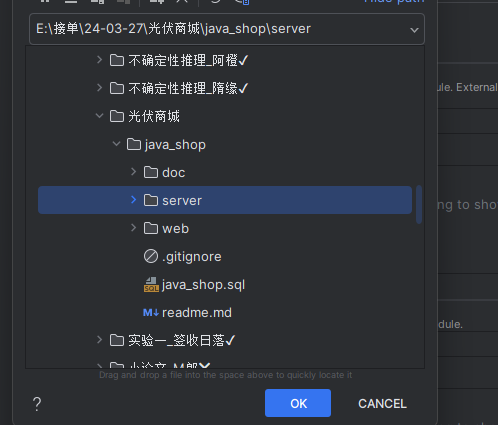 Hide path
E:\接单\24-03-27\光伏商城\java_shop\server
不确定性推理_阿橙✓
不确定性推理_隋缘✓
光伏商城
java_shop
doc
server
web
.gitignore
SQL
java_shop.sql
M↓ readme.md
实验一_签收日落✓
Drag and drop a file into the space above to quickly locate it
? OK CANCEL
ule. External
ng to sho
dule.